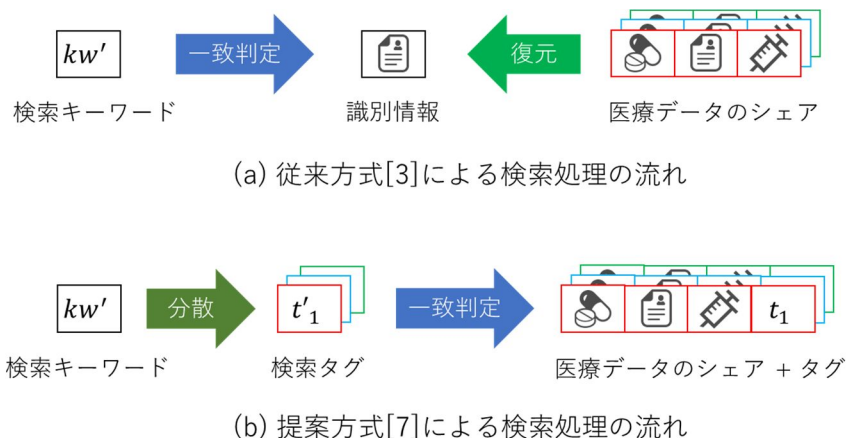 kw′ 一致判定 復元
検索キーワード 識別情報 医療データのシェア
(a) 従来方式[3]による検索処理の流れ
kw′ 分散 t′₁ 一致判定 t₁
検索キーワード 検索タグ 医療データのシェア + タグ
(b) 提案方式[7]による検索処理の流れ